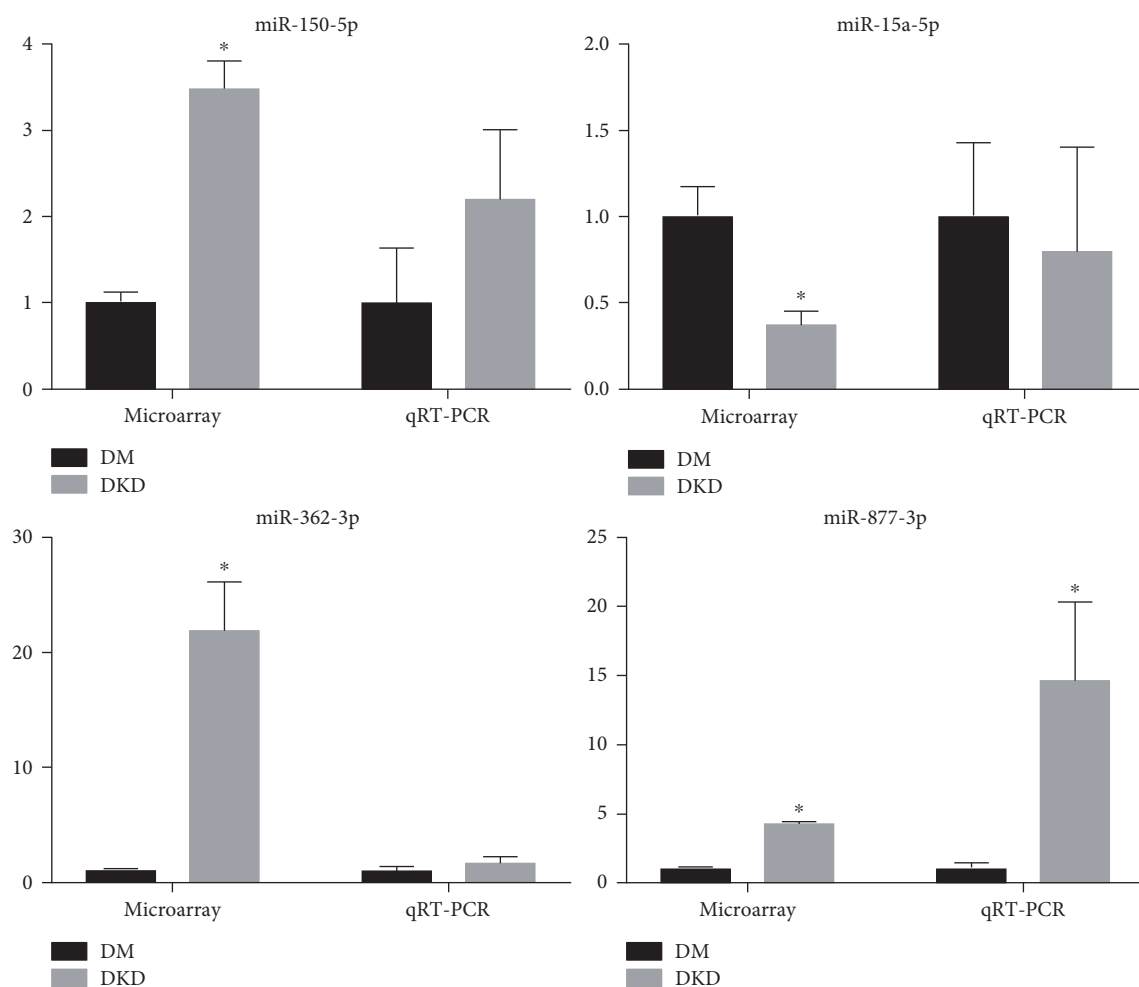 miR-150-5p
4
3
2
1
0
*
Microarray
qRT-PCR
DM
DKD
miR-15a-5p
2.0
1.5
1.0
0.5
0.0
*
Microarray
qRT-PCR
DM
DKD
miR-362-3p
30
20
10
0
*
Microarray
qRT-PCR
DM
DKD
miR-877-3p
25
20
15
10
5
0
*
*
Microarray
qRT-PCR
DM
DKD